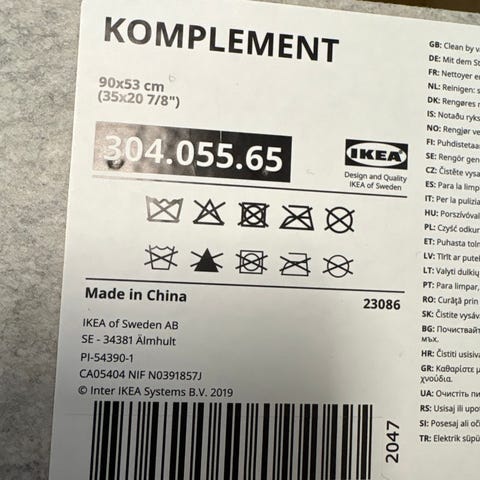 KOMPLEMENT
90x53 cm
(35x20 7/8")
304.055.65
IKEA
Design and Quality
IKEA of Sweden
Made in China
23086
IKEA of Sweden AB
SE - 34381 Älmhult
PI-54390-1
CA05404 NIF N0391857J
© Inter IKEA Systems B.V. 2019
2047
GB: Clean by
DE: Mit dem
FR: Nettoyer
NL: Reinigen:
DK: Rengøres
IS: Notaðu
NO: Rengjør
FI:
SE: Rengör
CZ: Čistěte
ES: Para la
IT: Per la
HU:
PL: Czyść
ET: Puhasta
LV: Tīrīt ar
LT: Valyti
PT: Para limpar,
RO: Curăță prin
SK: Čistite
BG:
мъх.
HR: Čistiti
GR: Καθαρίστε
χνούδια.
UA: Очистіть
RS: Usisaj ili
SI: Posesaj ali
TR: Elektrik